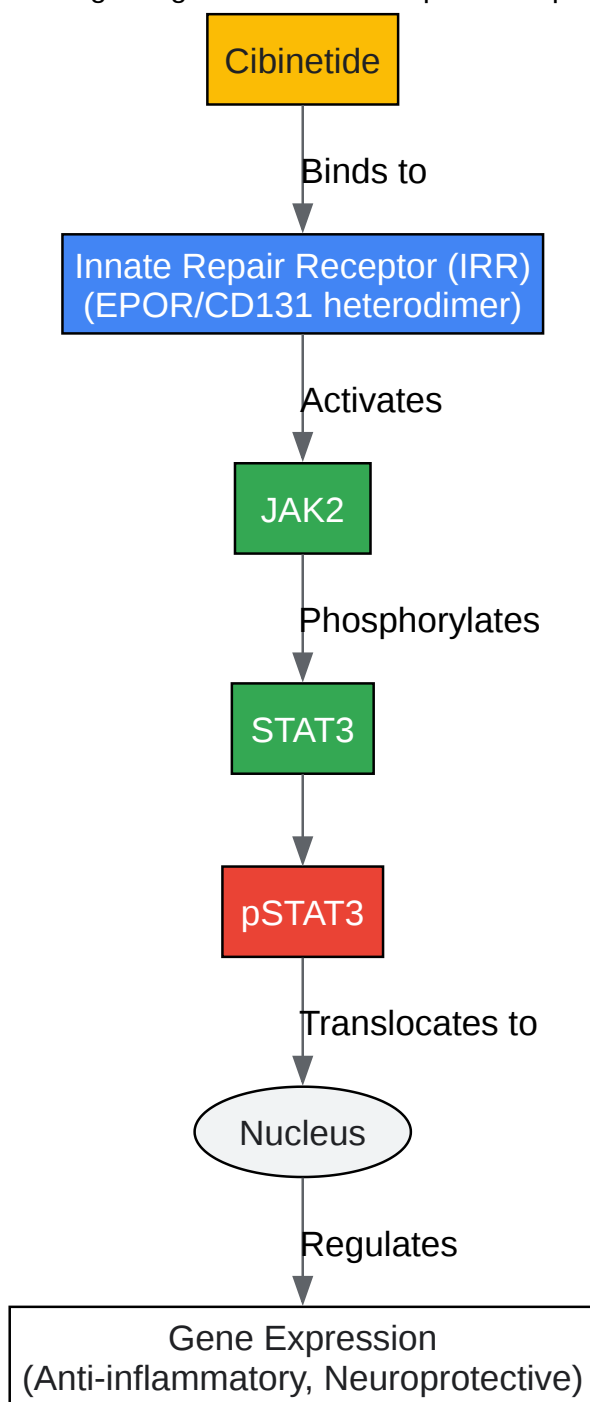 Cibinetide
Binds to
Innate Repair Receptor (IRR)
(EPOR/CD131 heterodimer)
Activates
JAK2
Phosphorylates
STAT3
pSTAT3
Translocates to
Nucleus
Regulates
Gene Expression
(Anti-inflammatory, Neuroprotective)